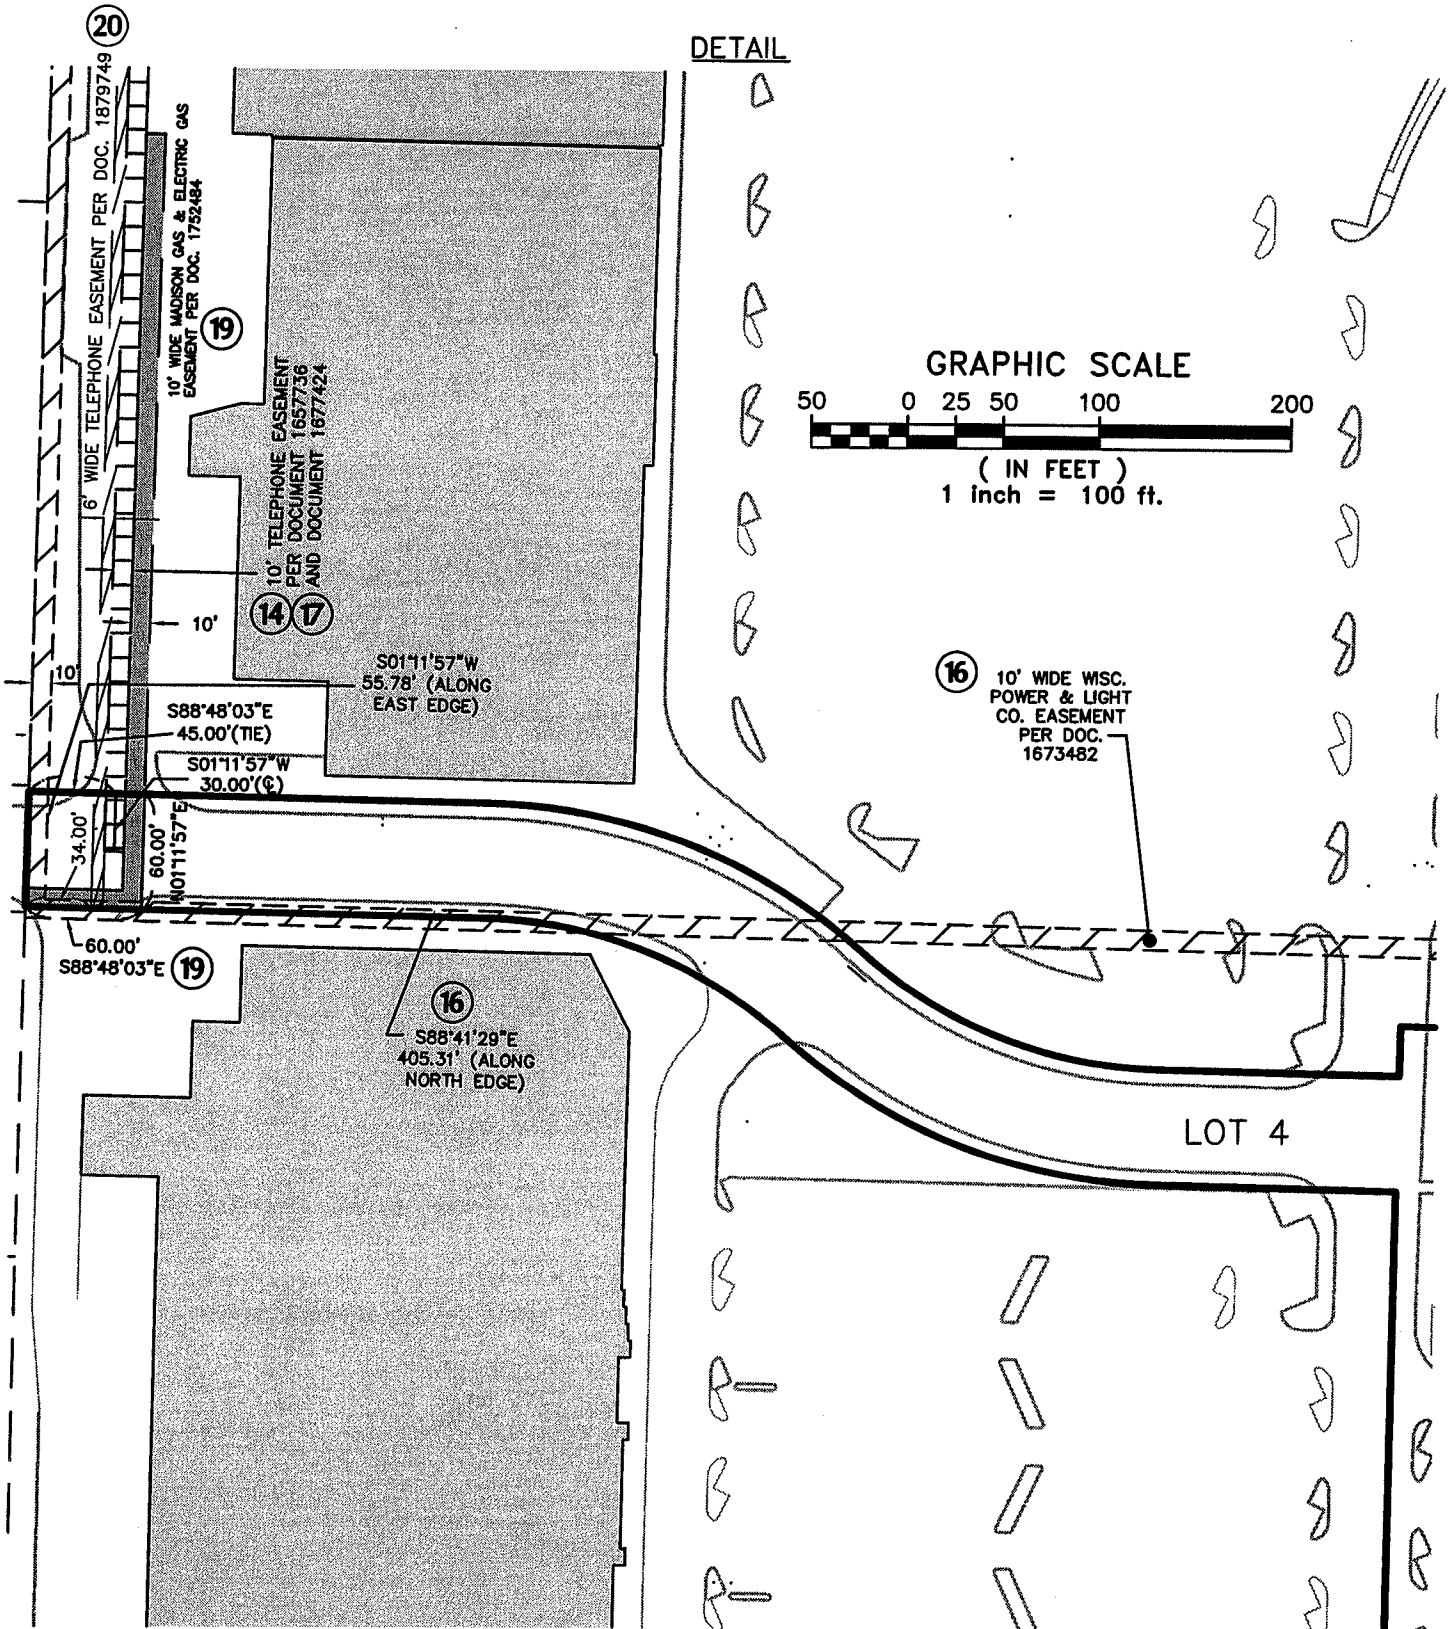 DETAIL
20
6' WIDE TELEPHONE EASEMENT PER DOC. 1879749
10' WIDE MADISON GAS & ELECTRIC GAS
EASEMENT PER DOC. 1752484
19
10' TELEPHONE EASEMENT
PER DOCUMENT 1657736
AND DOCUMENT 1677424
14 17
GRAPHIC SCALE
50 0 25 50 100 200
( IN FEET )
1 inch = 100 ft.
10'
10'
S01°11'57"W
55.78' (ALONG
EAST EDGE)
16
10' WIDE WISC.
POWER & LIGHT
CO. EASEMENT
PER DOC.
1673482
S88°48'03"E
45.00'(TIE)
S01°11'57"W
30.00'(℄)
34.00'
60.00'
N01°11'57"E
60.00'
S88°48'03"E
19
16
S88°41'29"E
405.31' (ALONG
NORTH EDGE)
LOT 4